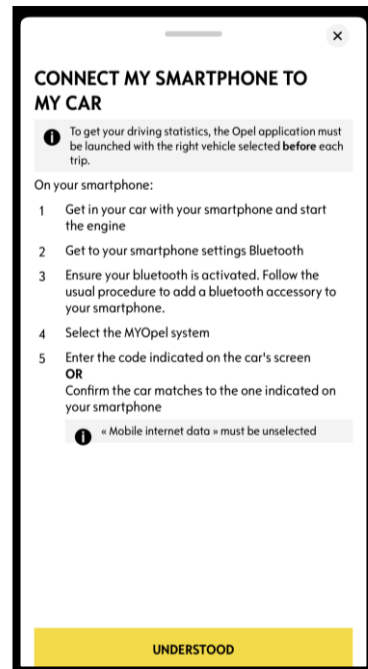 CONNECT MY SMARTPHONE TO
MY CAR
To get your driving statistics, the Opel application must
be launched with the right vehicle selected before each
trip.
On your smartphone:
1 Get in your car with your smartphone and start
the engine
2 Get to your smartphone settings Bluetooth
3 Ensure your bluetooth is activated. Follow the
usual procedure to add a bluetooth accessory to
your smartphone.
4 Select the MYOpel system
5 Enter the code indicated on the car's screen
OR
Confirm the car matches to the one indicated on
your smartphone
« Mobile internet data » must be unselected
UNDERSTOOD